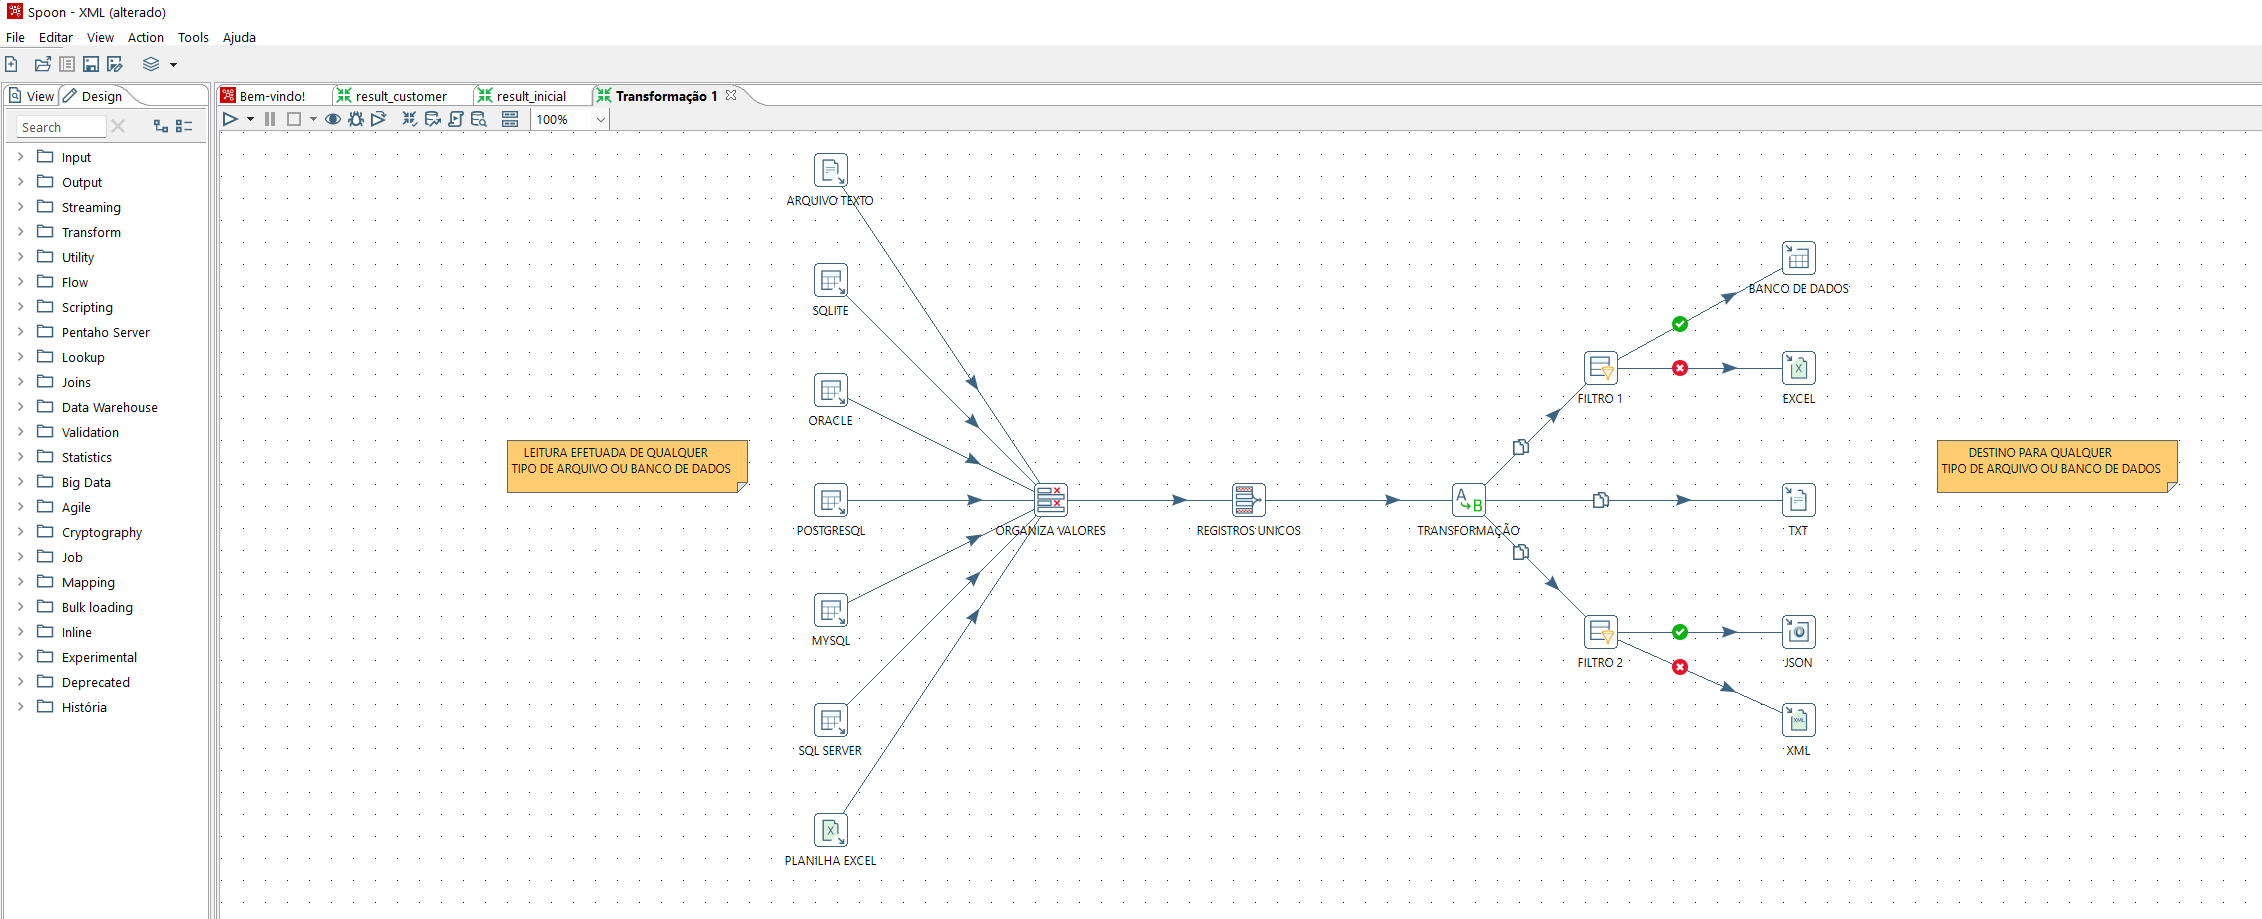 Spoon - XML (alterado)
File Editar View Action Tools Ajuda
View Design
Bem-vindo! result_customer result_inicial Transformação 1
Search
100%
Input
Output
Streaming
Transform
Utility
Flow
Scripting
Pentaho Server
Lookup
Joins
Data Warehouse
Validation
Statistics
Big Data
Agile
Cryptography
Job
Mapping
Bulk loading
Inline
Experimental
Deprecated
História
ARQUIVO TEXTO
SQLITE
ORACLE
POSTGRESQL
MYSQL
SQL SERVER
PLANILHA EXCEL
LEITURA EFETUADA DE QUALQUER
TIPO DE ARQUIVO OU BANCO DE DADOS
ORGANIZA VALORES
REGISTROS UNICOS
A
B
TRANSFORMAÇÃO
FILTRO 1
FILTRO 2
BANCO DE DADOS
X
EXCEL
TXT
JSON
XML
XML
X
DESTINO PARA QUALQUER
TIPO DE ARQUIVO OU BANCO DE DADOS